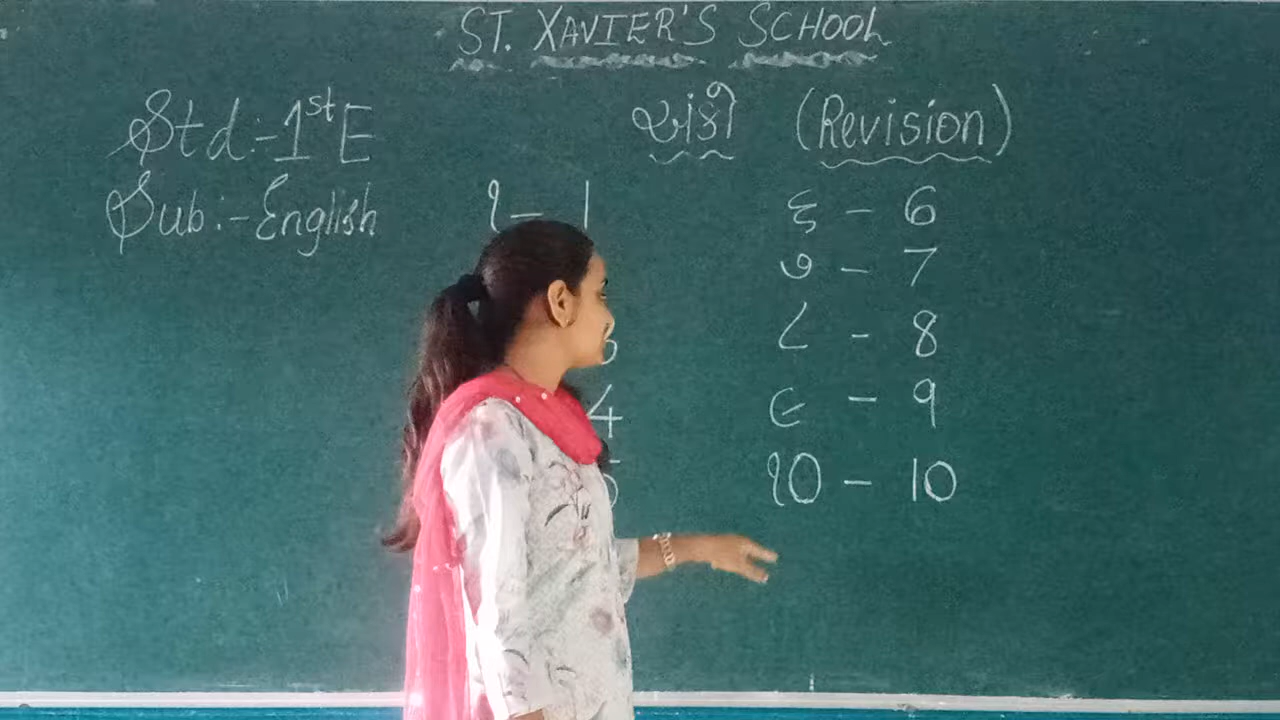 ST. XAVIER'S SCHOOL
Std:-1st E
Sub:-English
અંકો (Revision)
૧ – 1
૬ – 6
૭ – 7
૮ – 8
૯ – 9
૧૦ – 10
4